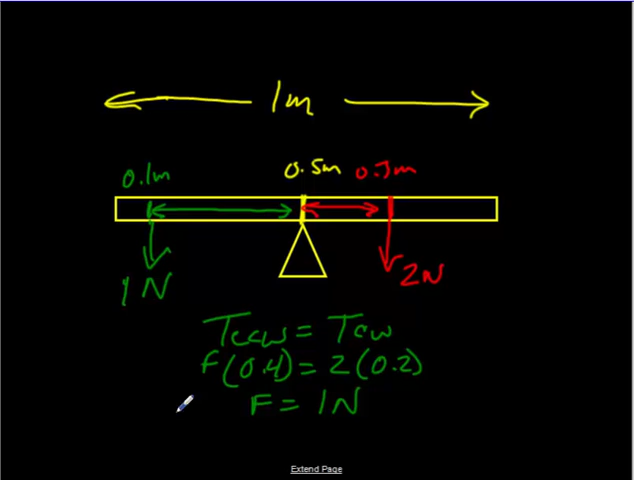 1m
0.1m 0.5m 0.7m
1N 2N
Tccw = Tcw
F(0.4) = 2(0.2)
F = 1N
Extend Page